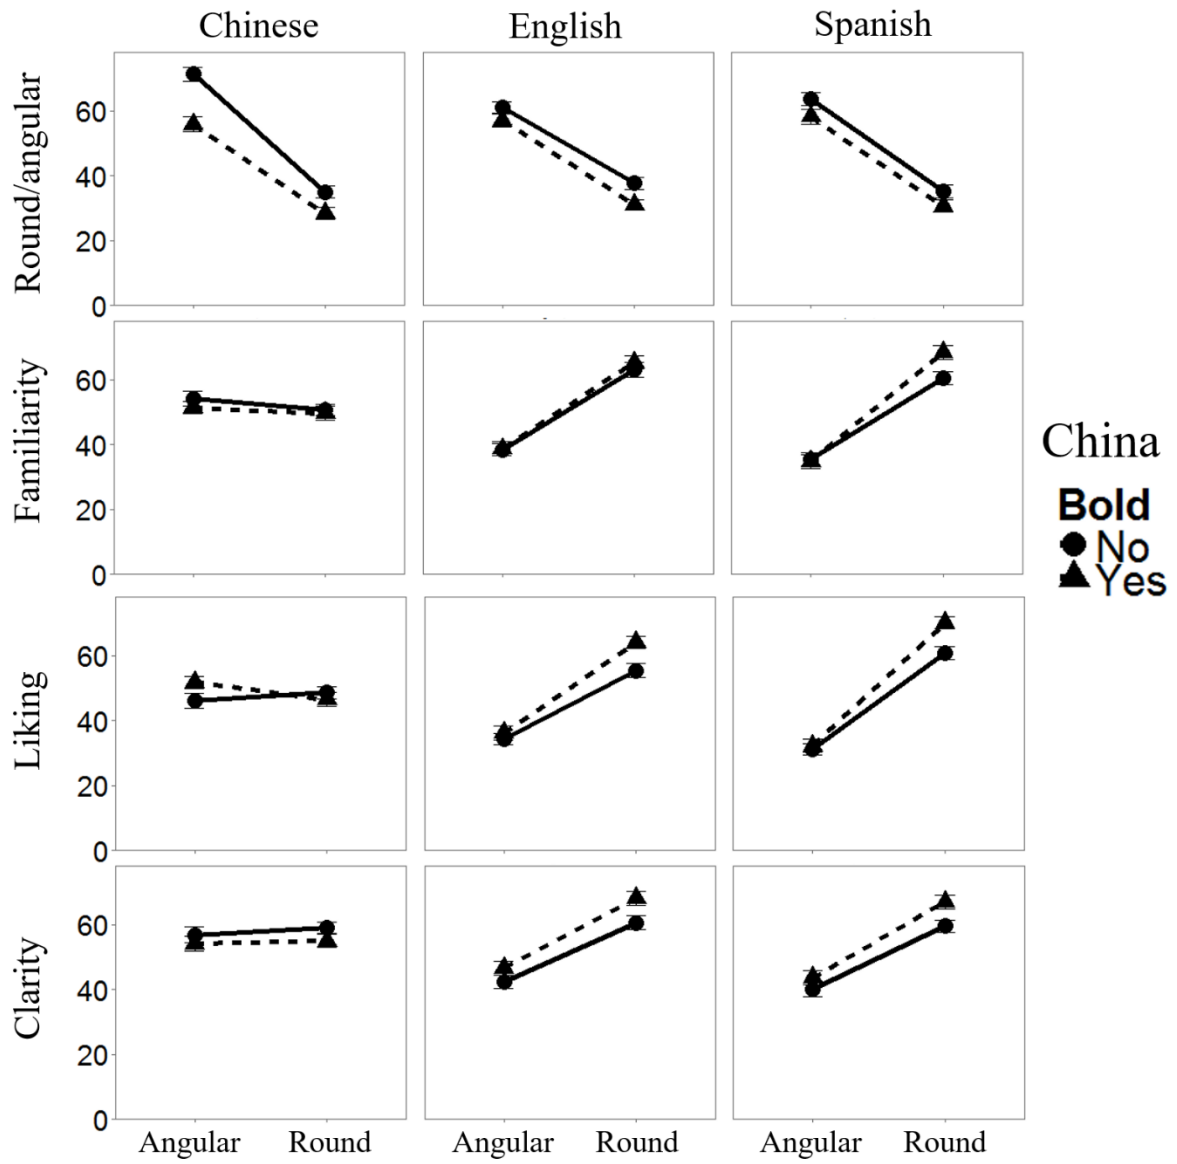 Chinese
English
Spanish
Round/angular
60
40
20
0
Familiarity
60
40
20
0
Liking
60
40
20
0
Clarity
60
40
20
0
Angular Round
Angular Round
Angular Round
China
Bold
No
Yes